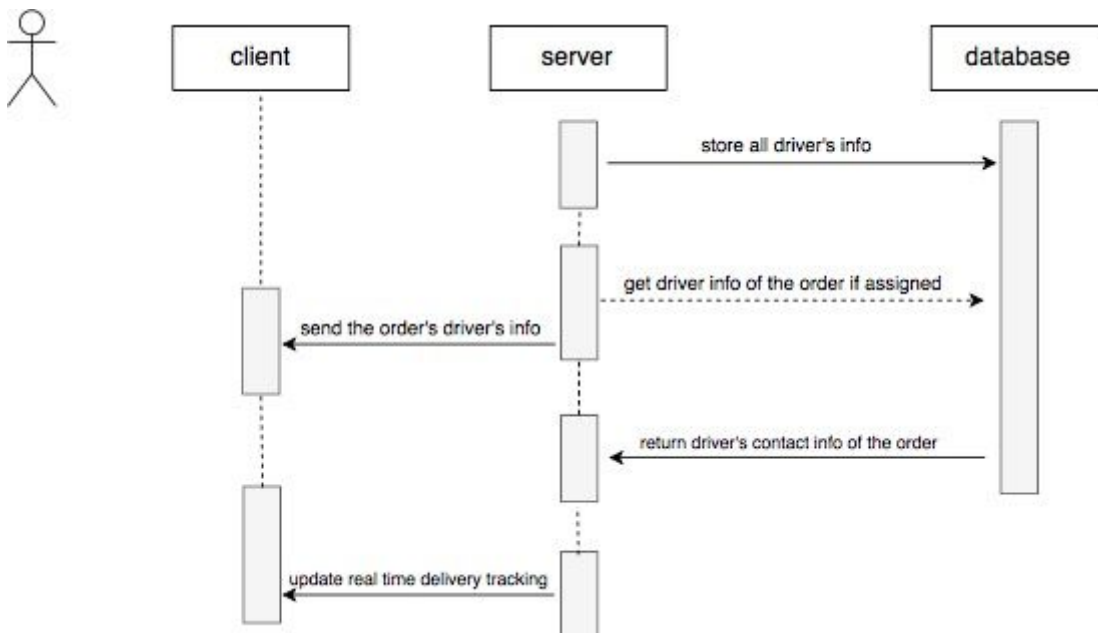 client
server
database
store all driver's info
get driver info of the order if assigned
send the order's driver's info
return driver's contact info of the order
update real time delivery tracking